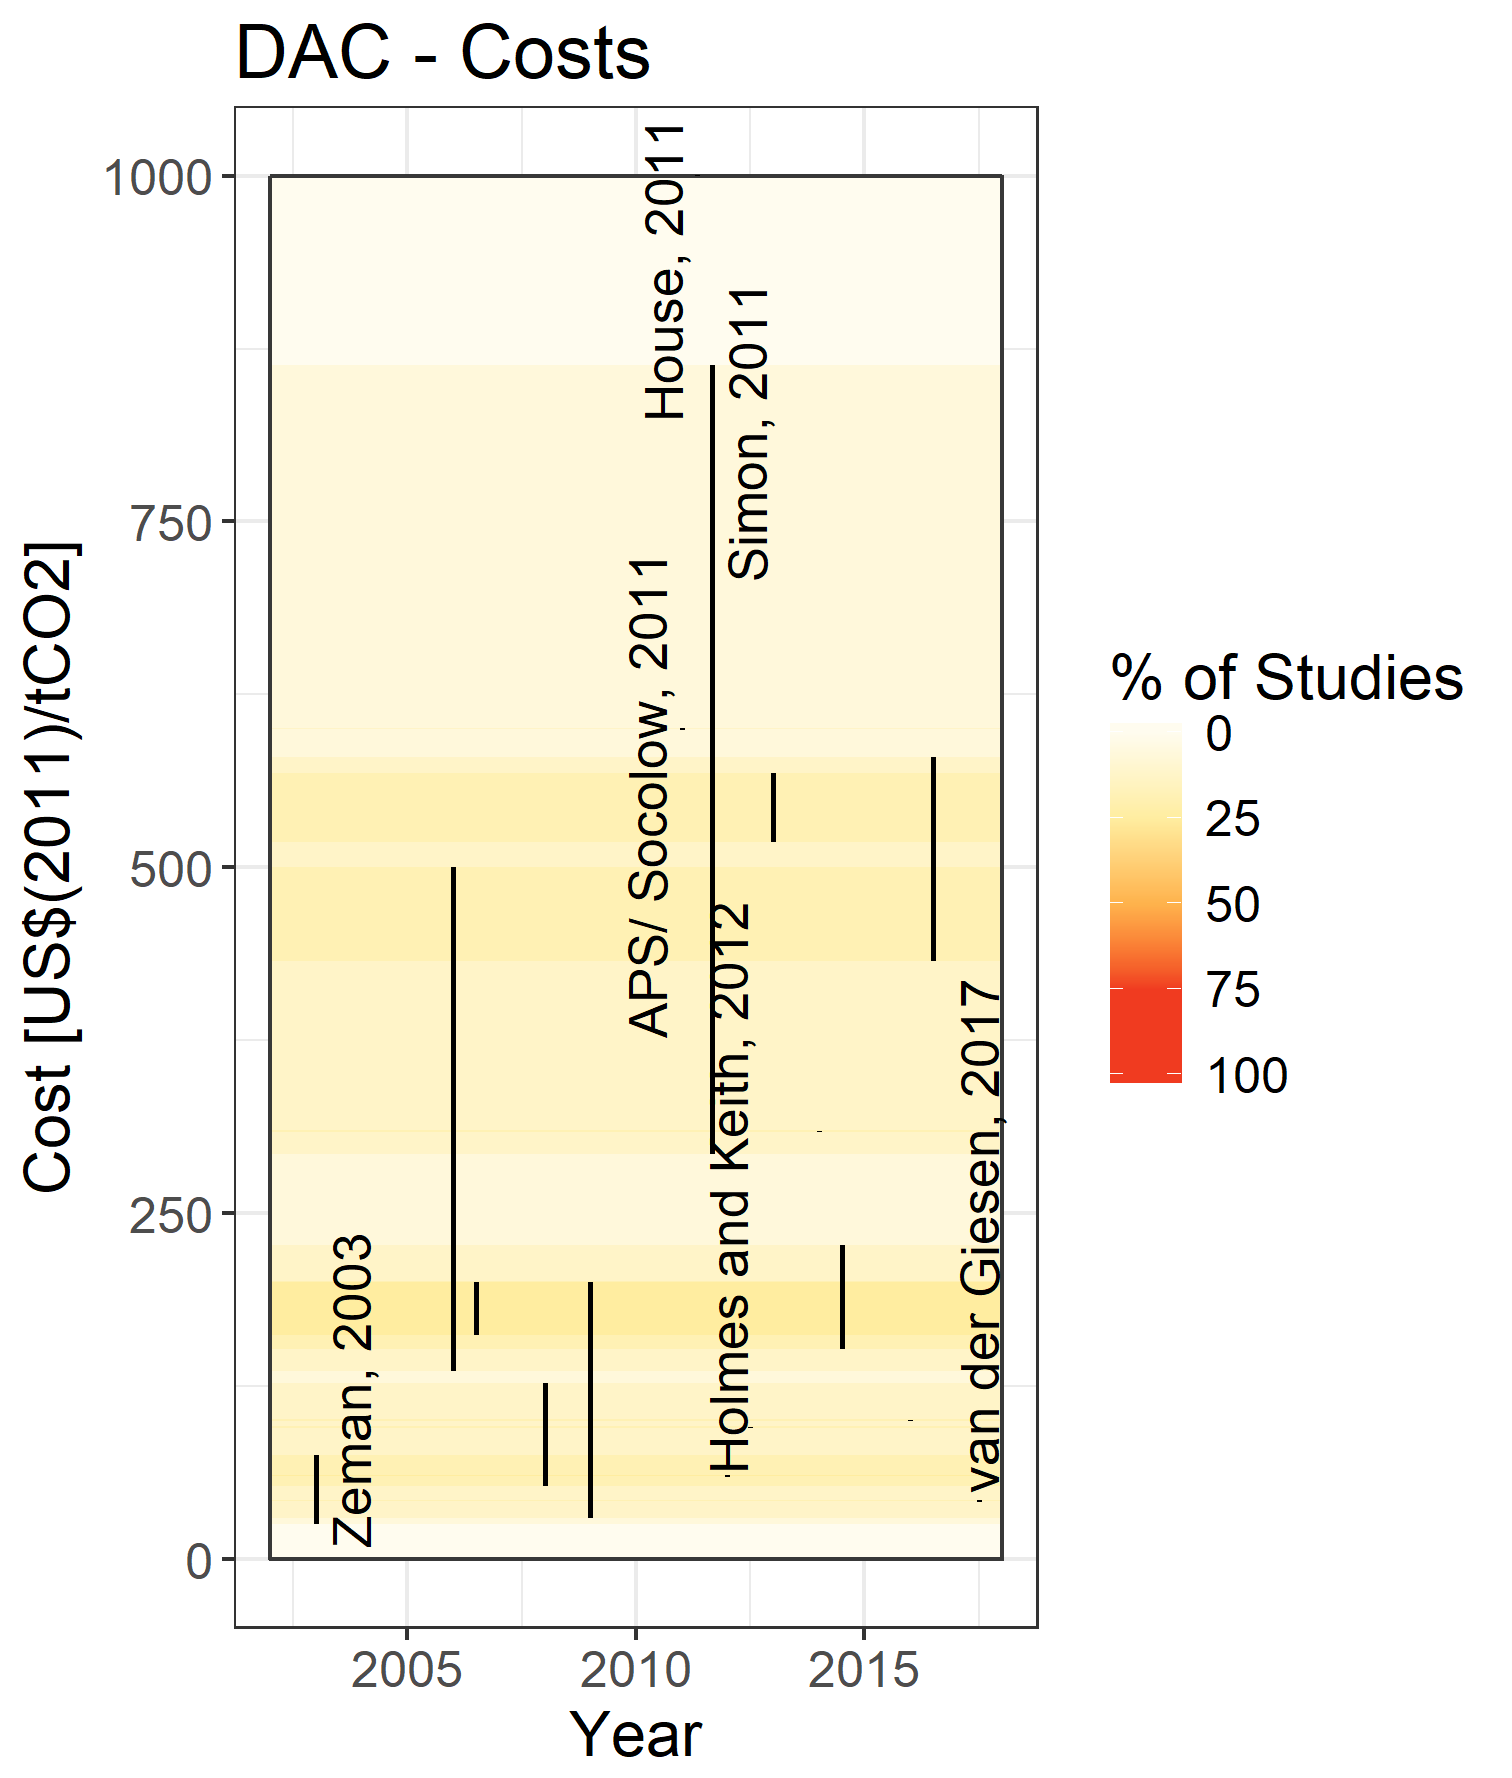 DAC - Costs
Cost [US$(2011)/tCO2]
1000
750
500
250
0
Zeman, 2003
APS/ Socolow, 2011
House, 2011
Simon, 2011
Holmes and Keith, 2012
van der Giesen, 2017
2005
2010
2015
Year
% of Studies
0
25
50
75
100